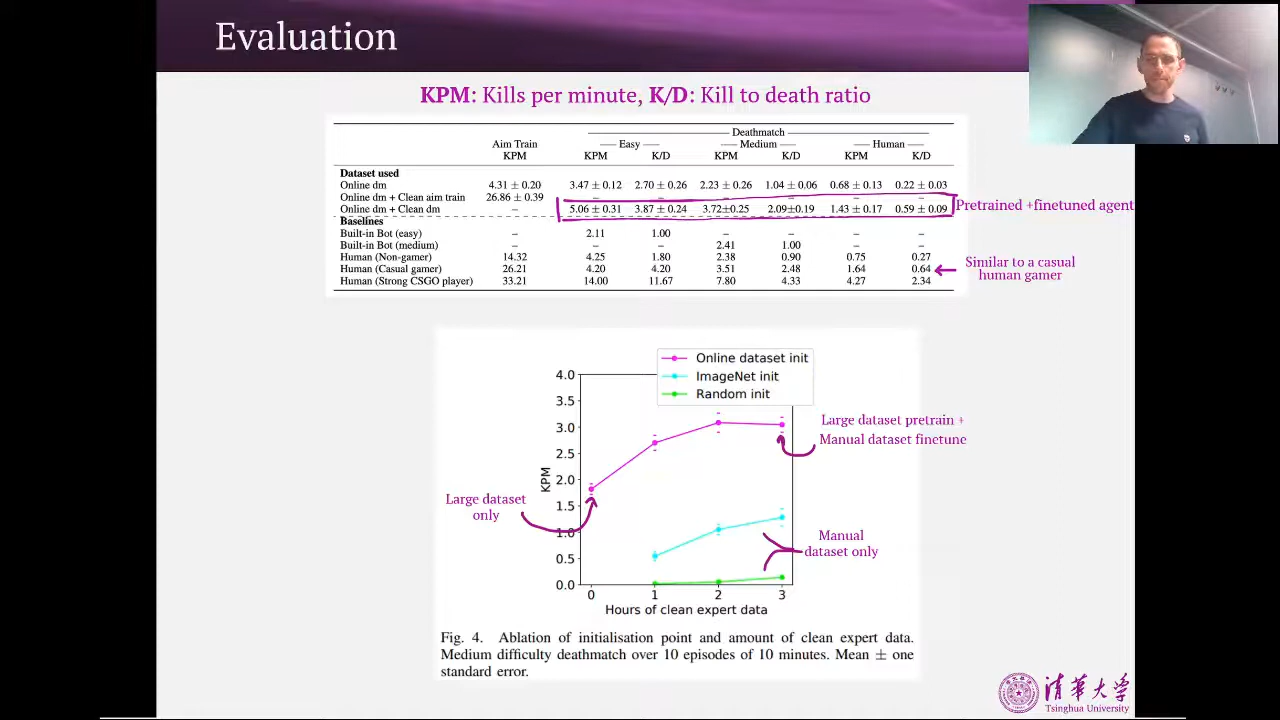 Evaluation
KPM: Kills per minute, K/D: Kill to death ratio
Deathmatch
Aim Train — Easy — — Medium — — Human —
KPM KPM K/D KPM K/D KPM K/D
Dataset used
Online dm 4.31 ± 0.20 3.47 ± 0.12 2.70 ± 0.26 2.23 ± 0.26 1.04 ± 0.06 0.68 ± 0.13 0.22 ± 0.03
Online dm + Clean aim train 26.86 ± 0.39 – – – – – –
Online dm + Clean dm – 5.06 ± 0.31 3.87 ± 0.24 3.72±0.25 2.09±0.19 1.43 ± 0.17 0.59 ± 0.09
Pretrained +finetuned agent
Baselines
Built-in Bot (easy) – 2.11 1.00 – – – –
Built-in Bot (medium) – – – 2.41 1.00 – –
Human (Non-gamer) 14.32 4.25 1.80 2.38 0.90 0.75 0.27
Human (Casual gamer) 26.21 4.20 4.20 3.51 2.48 1.64 0.64
Human (Strong CSGO player) 33.21 14.00 11.67 7.80 4.33 4.27 2.34
Similar to a casual
human gamer
Online dataset init
ImageNet init
Random init
4.0
3.5
3.0
2.5
2.0
1.5
1.0
0.5
0.0
KPM
0 1 2 3
Hours of clean expert data
Large dataset pretrain +
Manual dataset finetune
Large dataset
only
Manual
dataset only
Fig. 4. Ablation of initialisation point and amount of clean expert data.
Medium difficulty deathmatch over 10 episodes of 10 minutes. Mean ± one
standard error.
清華大学
Tsinghua University